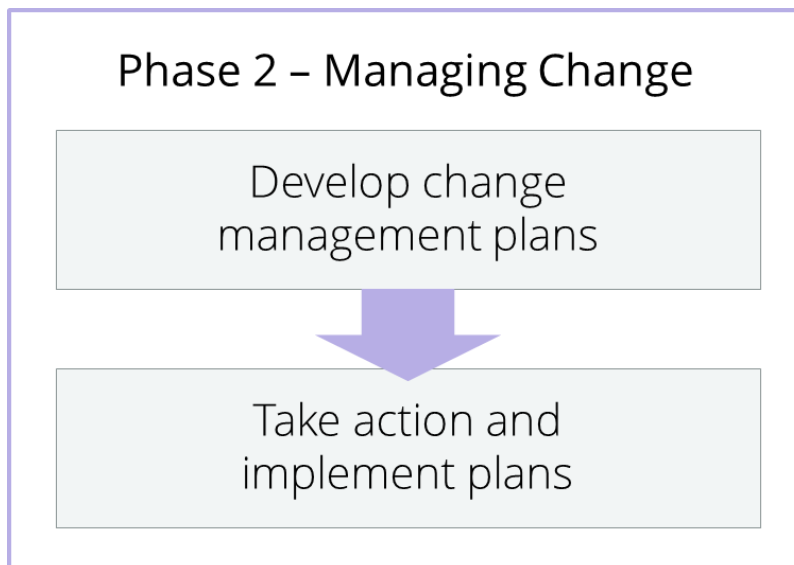 Phase 2 – Managing Change
Develop change
management plans
Take action and
implement plans